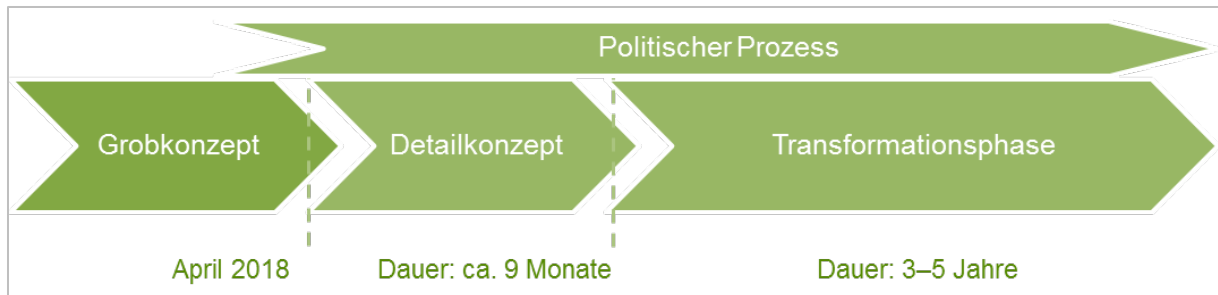 Politischer Prozess
Grobkonzept
Detailkonzept
Transformationsphase
April 2018
Dauer: ca. 9 Monate
Dauer: 3–5 Jahre